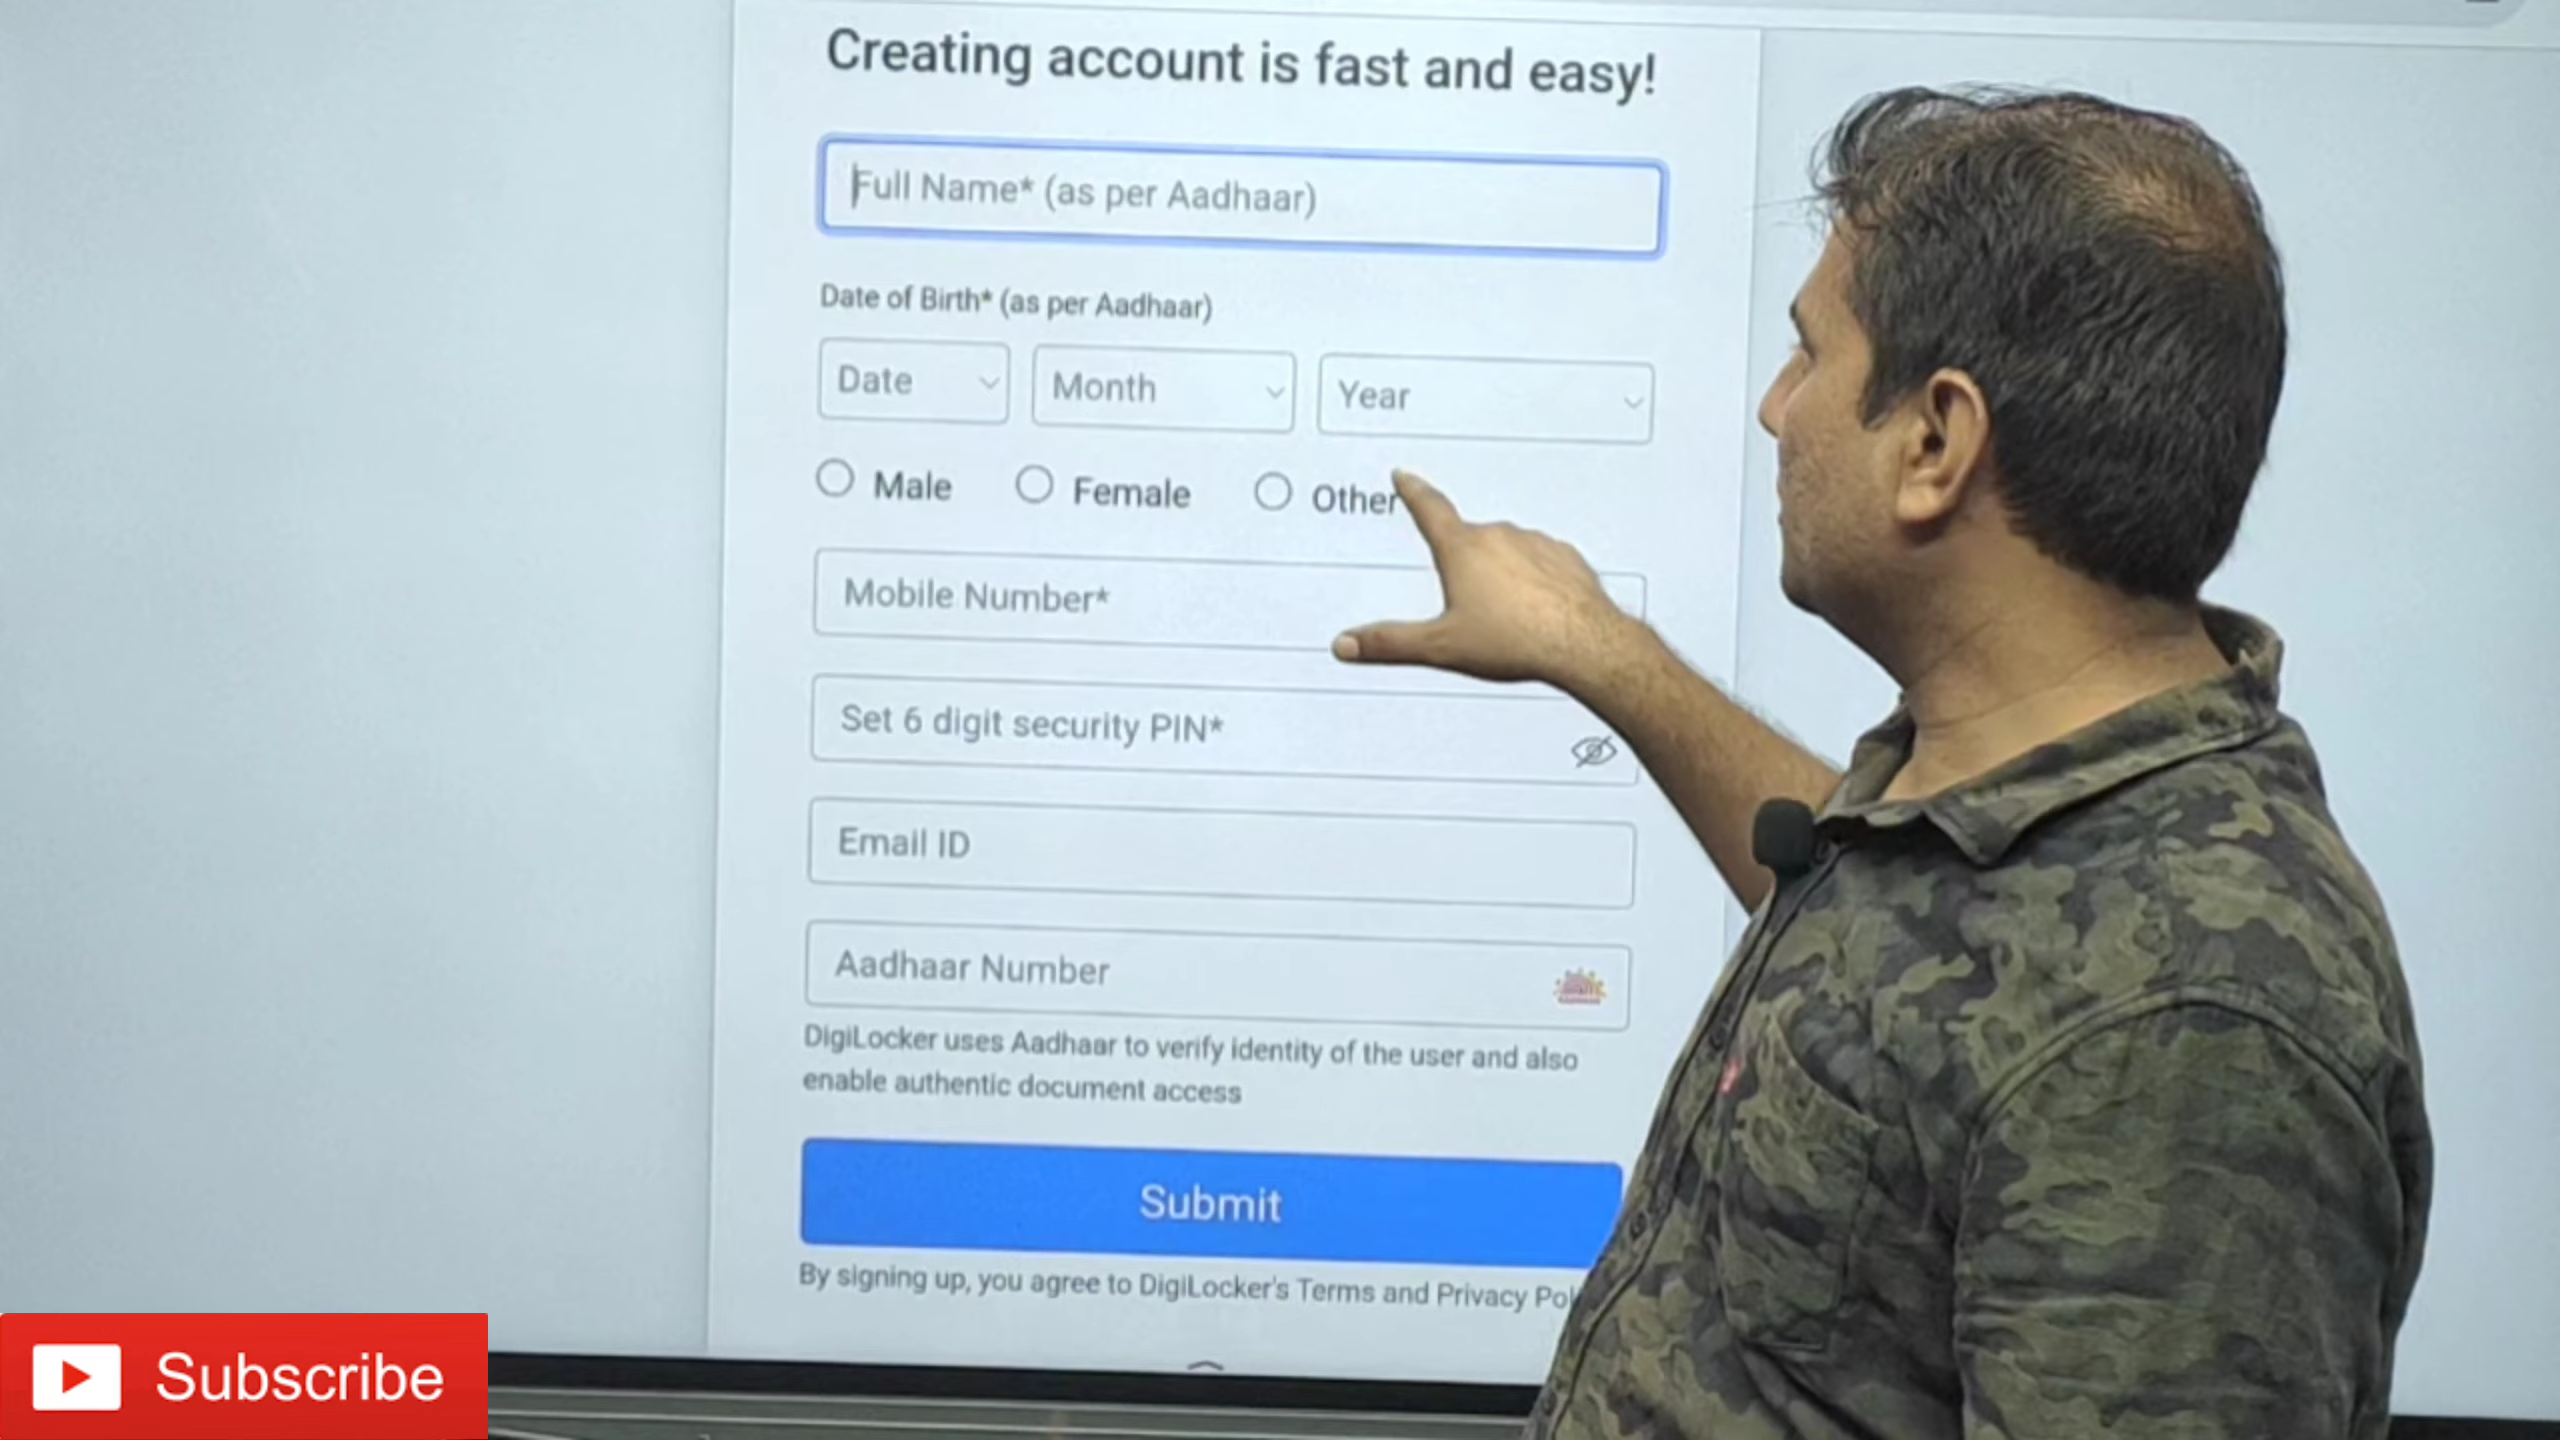 Creating account is fast and easy!
Full Name* (as per Aadhaar)
Date of Birth* (as per Aadhaar)
Date Month Year
Male Female Other
Mobile Number*
Set 6 digit security PIN*
Email ID
Aadhaar Number
DigiLocker uses Aadhaar to verify identity of the user and also
enable authentic document access
Submit
By signing up, you agree to DigiLocker's Terms and Privacy
Subscribe